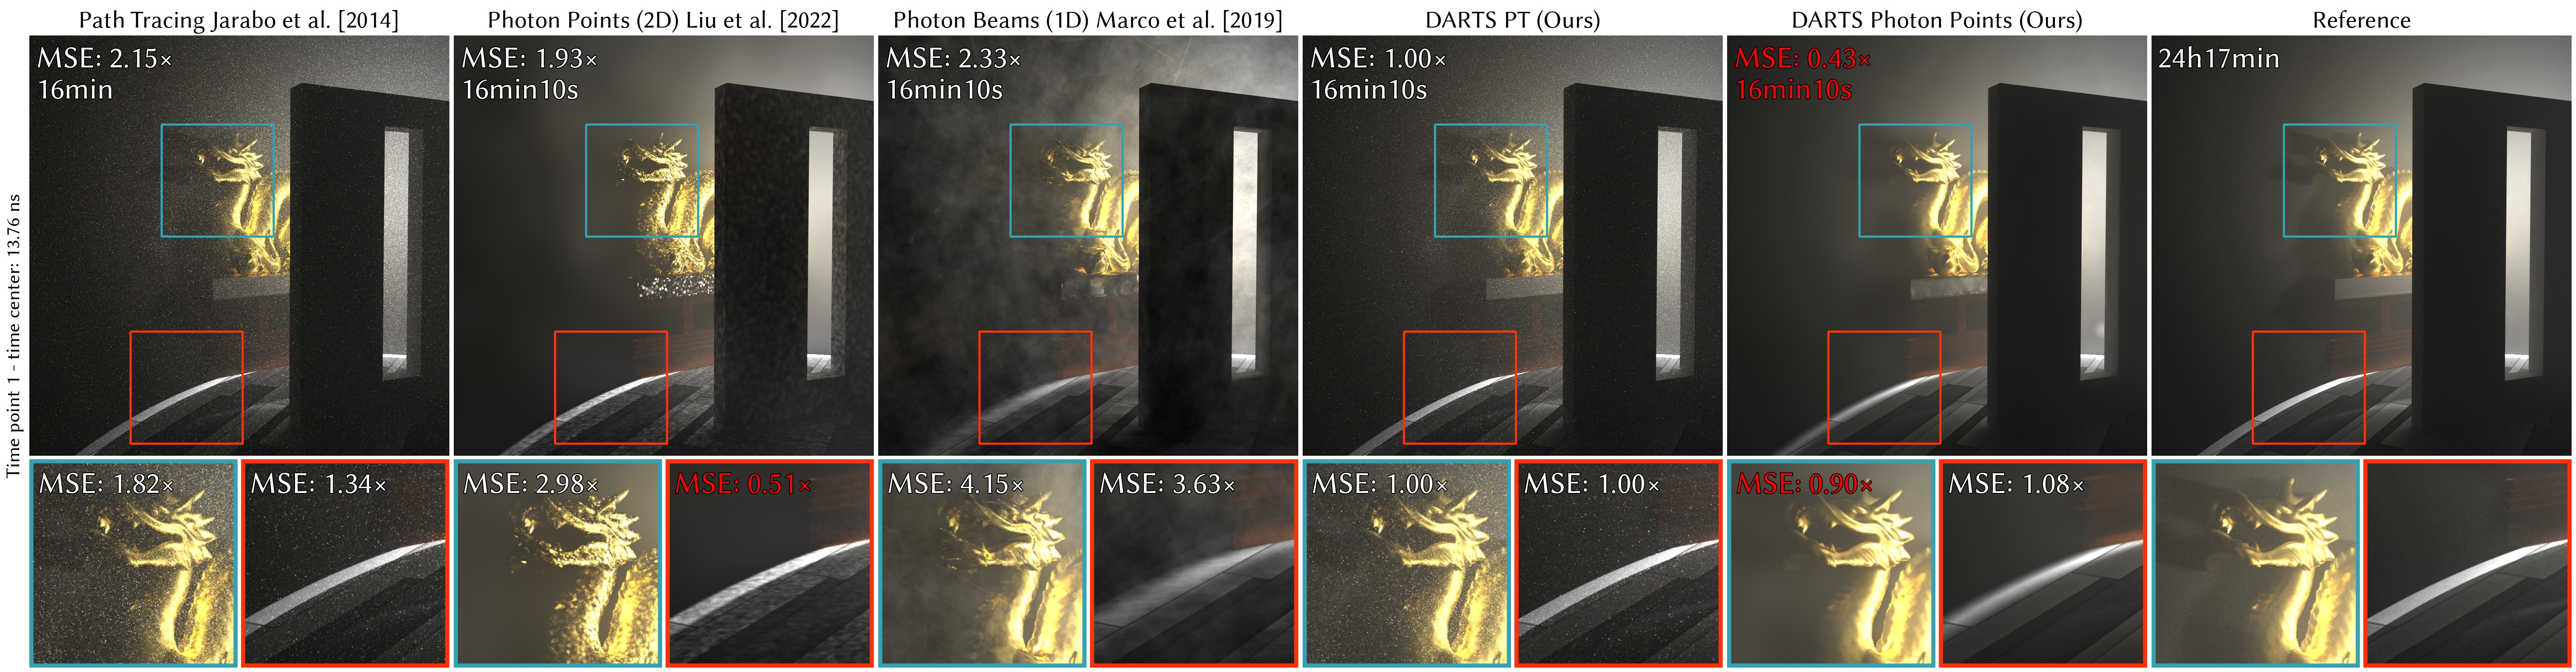 Path Tracing Jarabo et al. [2014]
Photon Points (2D) Liu et al. [2022]
Photon Beams (1D) Marco et al. [2019]
DARTS PT (Ours)
DARTS Photon Points (Ours)
Reference
Time point 1 - time center: 13.76 ns
MSE: 2.15×
16min
MSE: 1.93×
16min10s
MSE: 2.33×
16min10s
MSE: 1.00×
16min10s
MSE: 0.43×
16min10s
24h17min
MSE: 1.82×
MSE: 1.34×
MSE: 2.98×
MSE: 0.51×
MSE: 4.15×
MSE: 3.63×
MSE: 1.00×
MSE: 1.00×
MSE: 0.90×
MSE: 1.08×